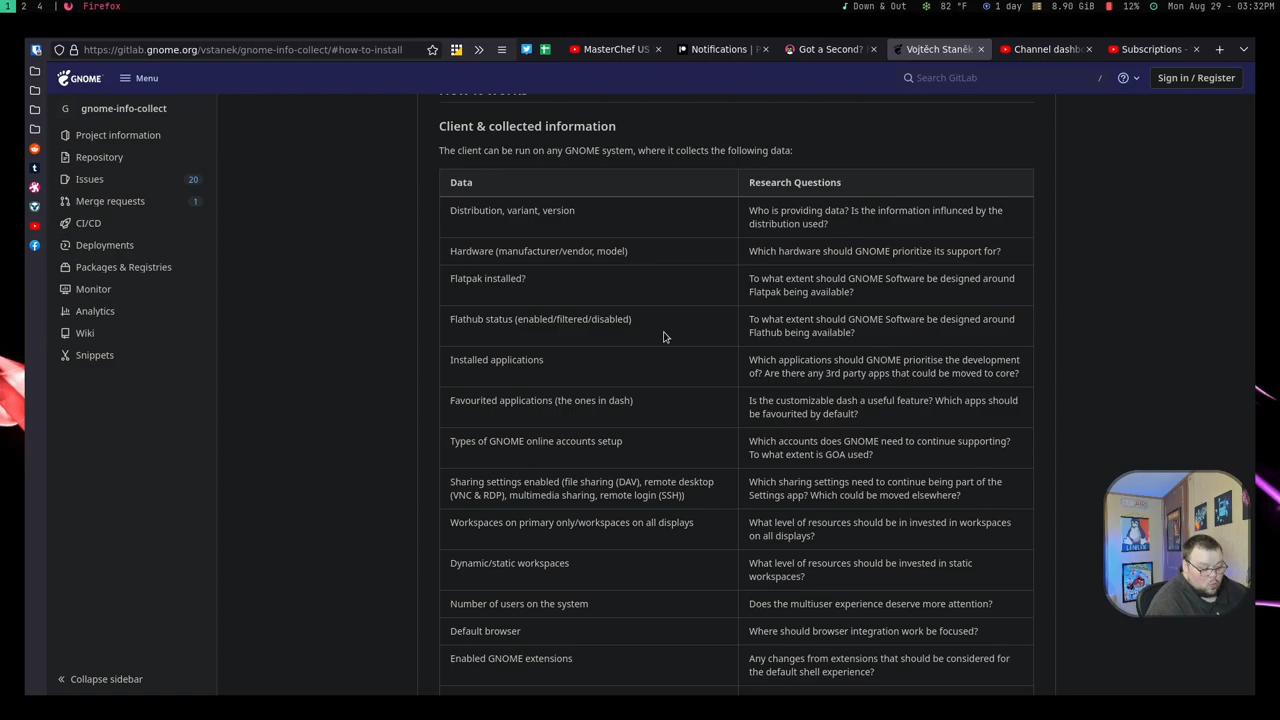 1 2 4 Firefox
Down & Out 82 °F 1 day 8.90 GiB 12% Mon Aug 29 - 03:32PM
https://gitlab.gnome.org/vstanek/gnome-info-collect/#how-to-install
MasterChef US
Notifications | P
Got a Second?
Vojtěch Staněk
Channel dashb
Subscriptions -
GNOME
Menu
Search GitLab
/
Sign in / Register
G gnome-info-collect
Project information
Repository
Issues 20
Merge requests 1
CI/CD
Deployments
Packages & Registries
Monitor
Analytics
Wiki
Snippets
Collapse sidebar
Client & collected information
The client can be run on any GNOME system, where it collects the following data:
Data Research Questions
Distribution, variant, version Who is providing data? Is the information influnced by the
distribution used?
Hardware (manufacturer/vendor, model) Which hardware should GNOME prioritize its support for?
Flatpak installed? To what extent should GNOME Software be designed around
Flatpak being available?
Flathub status (enabled/filtered/disabled) To what extent should GNOME Software be designed around
Flathub being available?
Installed applications Which applications should GNOME prioritise the development
of? Are there any 3rd party apps that could be moved to core?
Favourited applications (the ones in dash) Is the customizable dash a useful feature? Which apps should
be favourited by default?
Types of GNOME online accounts setup Which accounts does GNOME need to continue supporting?
To what extent is GOA used?
Sharing settings enabled (file sharing (DAV), remote desktop Which sharing settings need to continue being part of the
(VNC & RDP), multimedia sharing, remote login (SSH)) Settings app? Which could be moved elsewhere?
Workspaces on primary only/workspaces on all displays What level of resources should be in invested in workspaces
on all displays?
Dynamic/static workspaces What level of resources should be invested in static
workspaces?
Number of users on the system Does the multiuser experience deserve more attention?
Default browser Where should browser integration work be focused?
Enabled GNOME extensions Any changes from extensions that should be considered for
the default shell experience?